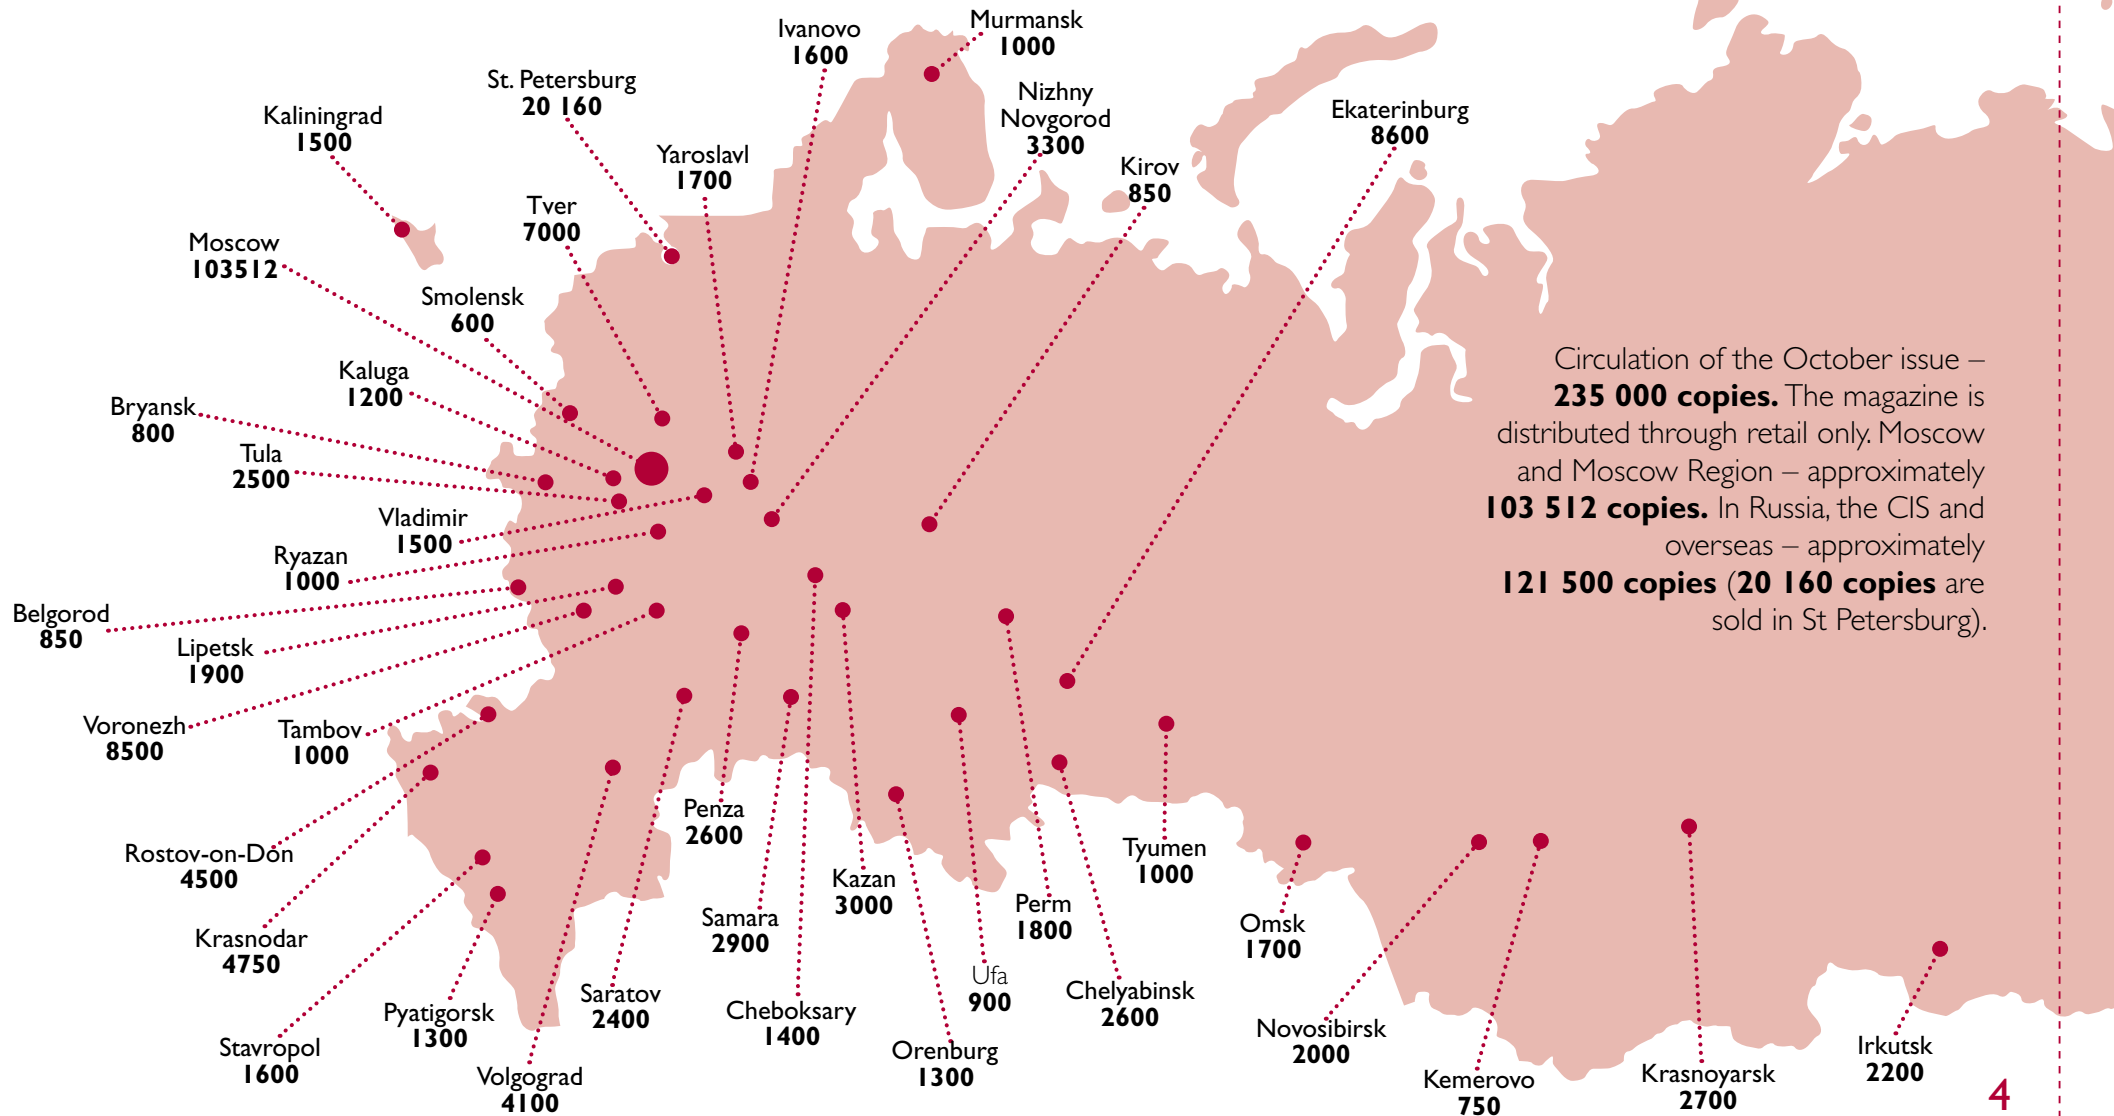 Murmansk
1000
Ivanovo
1600
St. Petersburg
20 160
Nizhny
Novgorod
3300
Ekaterinburg
8600
Kaliningrad
1500
Yaroslavl
1700
Kirov
850
Tver
7000
Moscow
103512
Smolensk
600
Kaluga
1200
Bryansk
800
Tula
2500
Vladimir
1500
Ryazan
1000
Belgorod
850
Lipetsk
1900
Voronezh
8500
Tambov
1000
Rostov-on-Don
4500
Krasnodar
4750
Stavropol
1600
Pyatigorsk
1300
Volgograd
4100
Saratov
2400
Penza
2600
Samara
2900
Cheboksary
1400
Kazan
3000
Orenburg
1300
Ufa
900
Perm
1800
Chelyabinsk
2600
Tyumen
1000
Omsk
1700
Novosibirsk
2000
Kemerovo
750
Krasnoyarsk
2700
Irkutsk
2200
Circulation of the October issue –
235 000 copies. The magazine is
distributed through retail only. Moscow
and Moscow Region – approximately
103 512 copies. In Russia, the CIS and
overseas – approximately
121 500 copies (20 160 copies are
sold in St Petersburg).
4